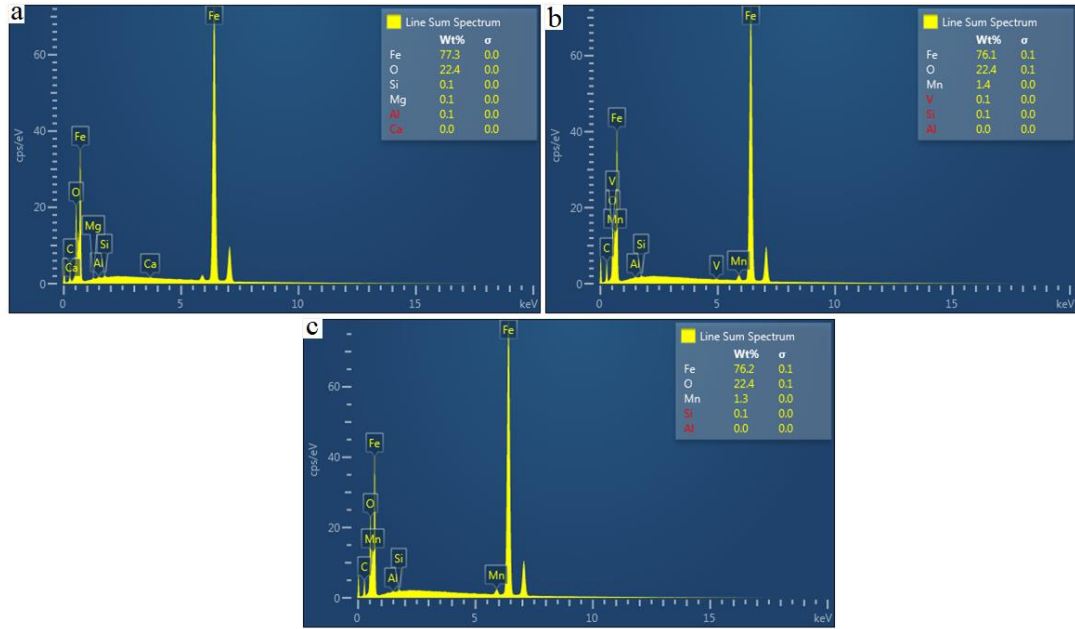 a
Line Sum Spectrum
Wt% σ
Fe 77.3 0.0
O 22.4 0.0
Si 0.1 0.0
Mg 0.1 0.0
Al 0.1 0.0
Ca 0.0 0.0
Fe
60
40
20
0
cps/eV
Fe
O
Mg
C
Si
Ca
Al
Ca
0 5 10 15 keV
b
Line Sum Spectrum
Wt% σ
Fe 76.1 0.1
O 22.4 0.1
Mn 1.4 0.0
V 0.1 0.0
Si 0.1 0.0
Al 0.0 0.0
Fe
60
40
20
0
cps/eV
Fe
V
O
Mn
C
Si
Al
V
Mn
0 5 10 15 keV
c
Line Sum Spectrum
Wt% σ
Fe 76.2 0.1
O 22.4 0.1
Mn 1.3 0.0
Si 0.1 0.0
Al 0.0 0.0
Fe
60
40
20
0
cps/eV
Fe
O
Mn
C
Si
Al
Mn
0 5 10 15 keV